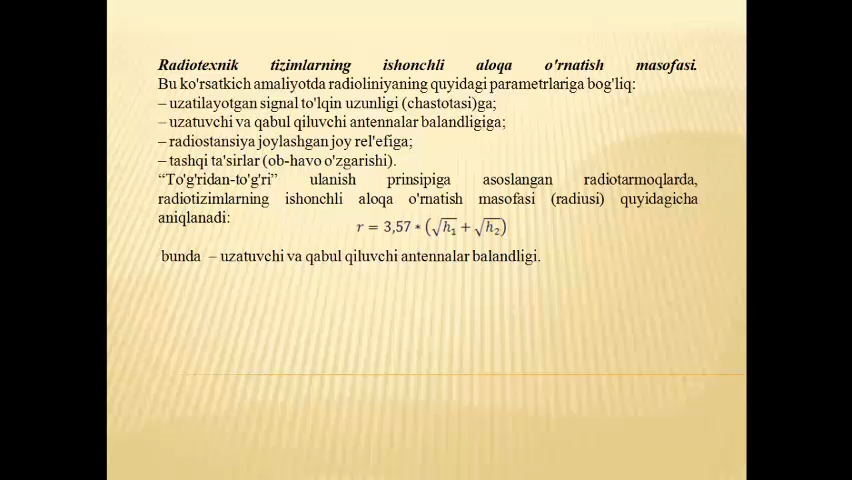 Radiotexnik tizimlarning ishonchli aloqa o'rnatish masofasi.
Bu ko'rsatkich amaliyotda radioliniyaning quyidagi parametrlariga bog'liq:
– uzatilayotgan signal to'lqin uzunligi (chastotasi)ga;
– uzatuvchi va qabul qiluvchi antennalar balandligiga;
– radiostansiya joylashgan joy rel'efiga;
– tashqi ta'sirlar (ob-havo o'zgarishi).
“To'g'ridan-to'g'ri” ulanish prinsipiga asoslangan radiotarmoqlarda,
radiotizimlarning ishonchli aloqa o'rnatish masofasi (radiusi) quyidagicha
aniqlanadi:
r = 3,57 * (√h₁ + √h₂)
bunda – uzatuvchi va qabul qiluvchi antennalar balandligi.